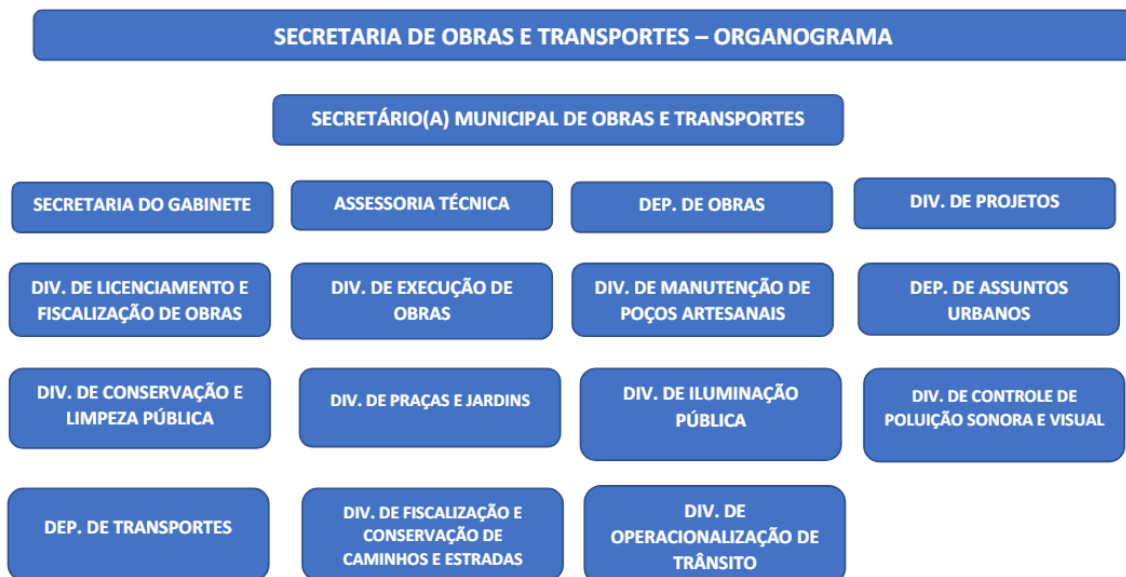 SECRETARIA DE OBRAS E TRANSPORTES – ORGANOGRAMA
SECRETÁRIO(A) MUNICIPAL DE OBRAS E TRANSPORTES
SECRETARIA DO GABINETE
ASSESSORIA TÉCNICA
DEP. DE OBRAS
DIV. DE PROJETOS
DIV. DE LICENCIAMENTO E
FISCALIZAÇÃO DE OBRAS
DIV. DE EXECUÇÃO DE
OBRAS
DIV. DE MANUTENÇÃO DE
POÇOS ARTESANAIS
DEP. DE ASSUNTOS
URBANOS
DIV. DE CONSERVAÇÃO E
LIMPEZA PÚBLICA
DIV. DE PRAÇAS E JARDINS
DIV. DE ILUMINAÇÃO
PÚBLICA
DIV. DE CONTROLE DE
POLUIÇÃO SONORA E VISUAL
DEP. DE TRANSPORTES
DIV. DE FISCALIZAÇÃO E
CONSERVAÇÃO DE
CAMINHOS E ESTRADAS
DIV. DE
OPERACIONALIZAÇÃO DE
TRÂNSITO